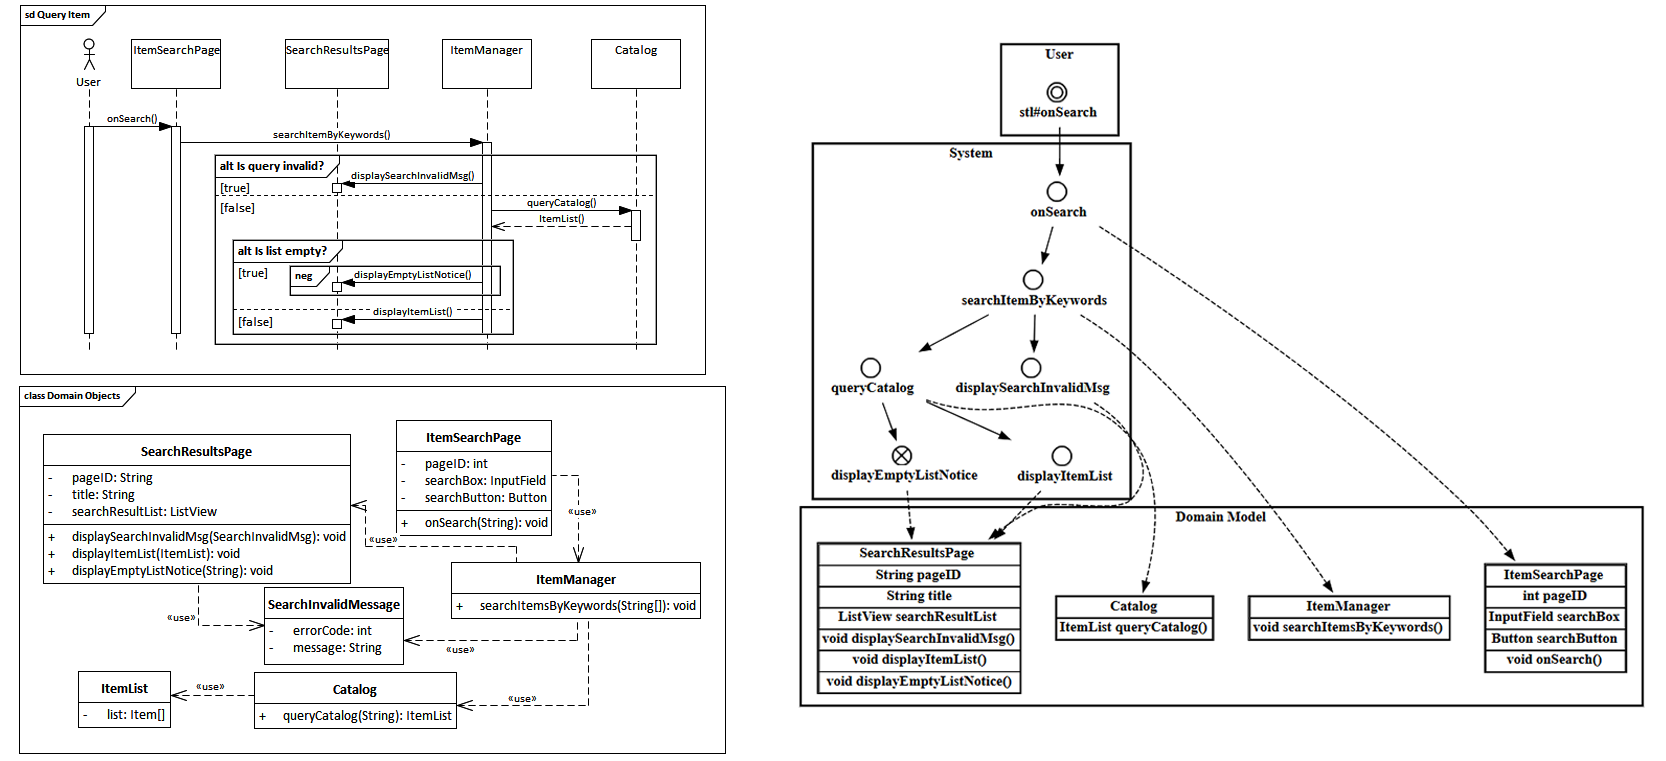 sd Query Item
User
ItemSearchPage
SearchResultsPage
ItemManager
Catalog
onSearch()
searchItemByKeywords()
alt Is query invalid?
displaySearchInvalidMsg()
[true]
[false]
queryCatalog()
ItemList()
alt Is list empty?
[true]
neg
displayEmptyListNotice()
displayItemList()
[false]
class Domain Objects
SearchResultsPage
- pageID: String
- title: String
- searchResultList: ListView
+ displaySearchInvalidMsg(SearchInvalidMsg): void
+ displayItemList(ItemList): void
+ displayEmptyListNotice(String): void
ItemSearchPage
- pageID: int
- searchBox: InputField
- searchButton: Button
+ onSearch(String): void
«use»
«use»
ItemManager
+ searchItemsByKeywords(String[]): void
«use»
SearchInvalidMessage
- errorCode: int
- message: String
«use»
ItemList
- list: Item[]
«use»
Catalog
+ queryCatalog(String): ItemList
«use»
User
stl#onSearch
System
onSearch
searchItemByKeywords
queryCatalog
displaySearchInvalidMsg
displayEmptyListNotice
displayItemList
Domain Model
SearchResultsPage
String pageID
String title
ListView searchResultList
void displaySearchInvalidMsg()
void displayItemList()
void displayEmptyListNotice()
Catalog
ItemList queryCatalog()
ItemManager
void searchItemsByKeywords()
ItemSearchPage
int pageID
InputField searchBox
Button searchButton
void onSearch()